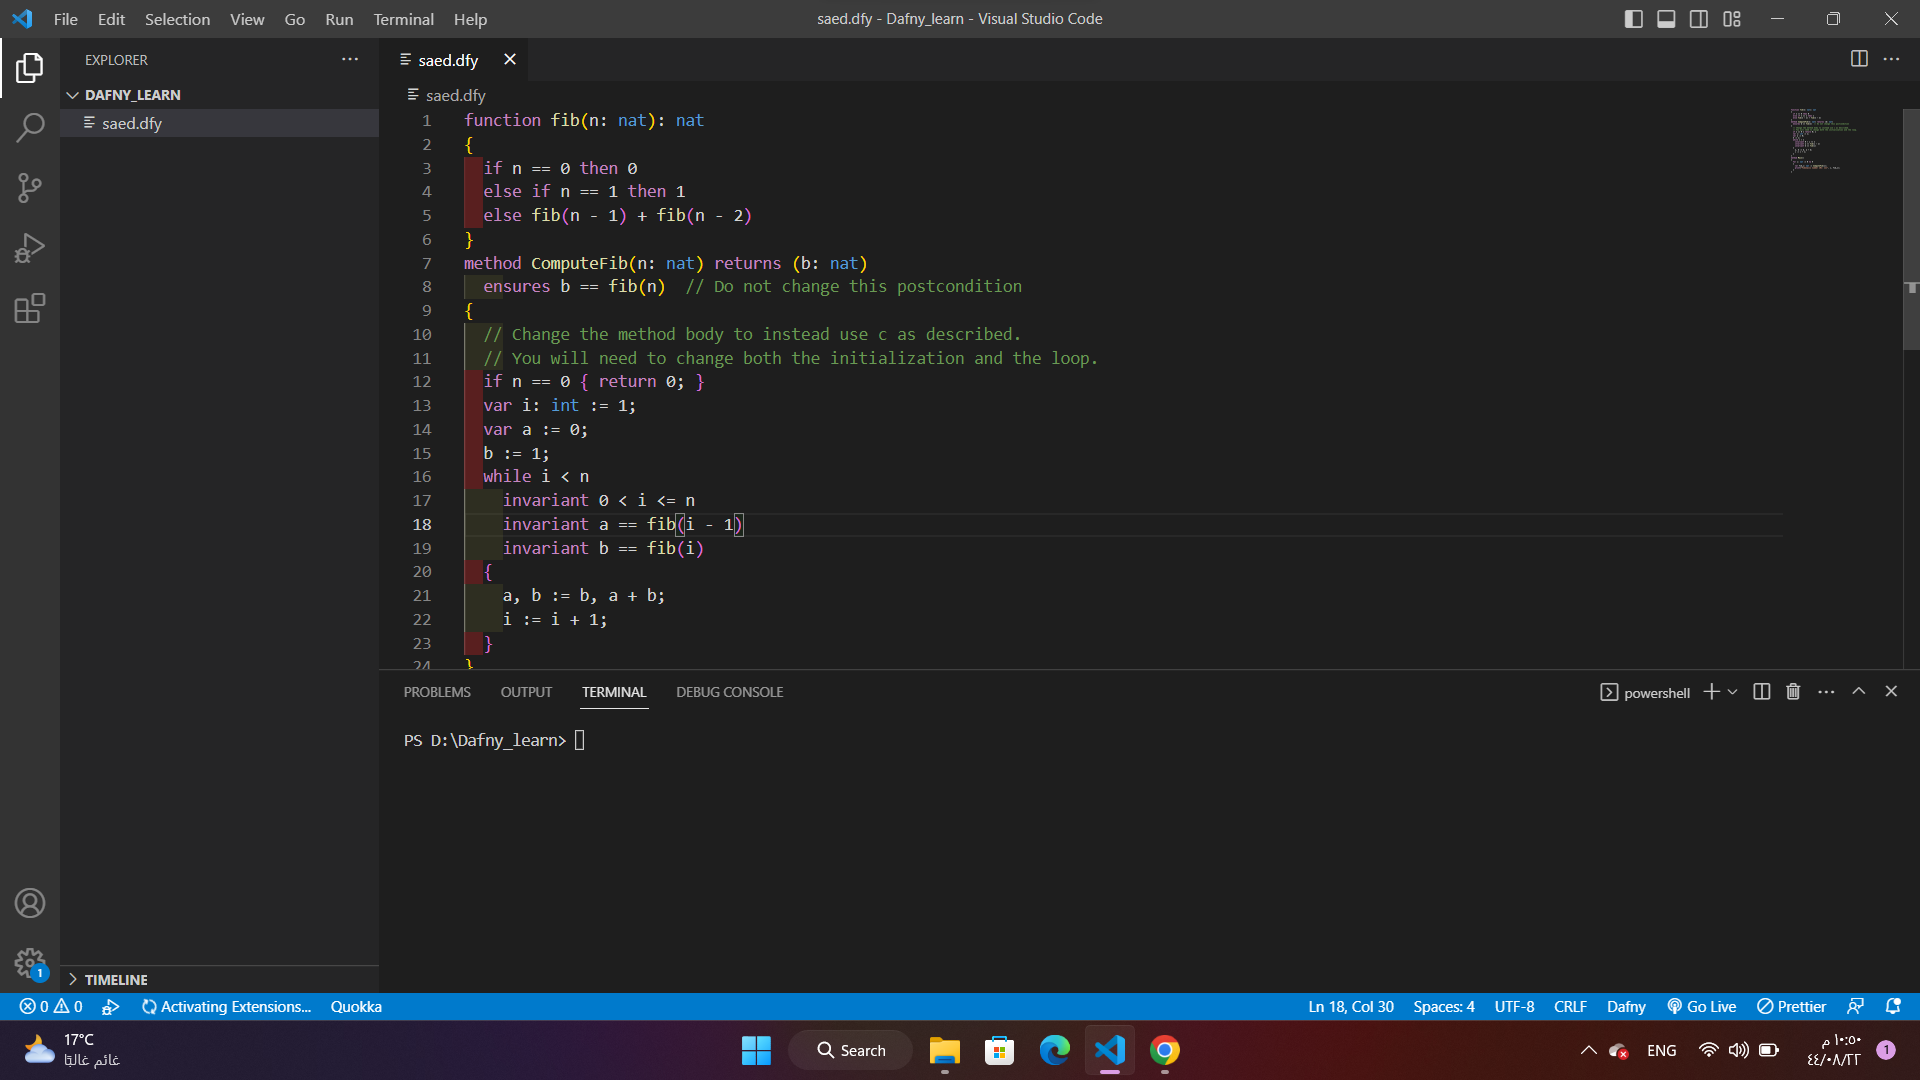 File Edit Selection View Go Run Terminal Help
saed.dfy - Dafny_learn - Visual Studio Code
EXPLORER
DAFNY_LEARN
saed.dfy
TIMELINE
saed.dfy
saed.dfy
1 function fib(n: nat): nat
2 {
3 if n == 0 then 0
4 else if n == 1 then 1
5 else fib(n - 1) + fib(n - 2)
6 }
7 method ComputeFib(n: nat) returns (b: nat)
8 ensures b == fib(n) // Do not change this postcondition
9 {
10 // Change the method body to instead use c as described.
11 // You will need to change both the initialization and the loop.
12 if n == 0 { return 0; }
13 var i: int := 1;
14 var a := 0;
15 b := 1;
16 while i < n
17 invariant 0 < i <= n
18 invariant a == fib(i - 1)
19 invariant b == fib(i)
20 {
21 a, b := b, a + b;
22 i := i + 1;
23 }
24 }
PROBLEMS OUTPUT TERMINAL DEBUG CONSOLE
powershell
PS D:\Dafny_learn>
1
0 0 Activating Extensions... Quokka
Ln 18, Col 30 Spaces: 4 UTF-8 CRLF Dafny Go Live Prettier
17°C
غائم غالبًا
Search
ENG
١٠:٥٠ م
٤٤/٠٨/٢٢
1